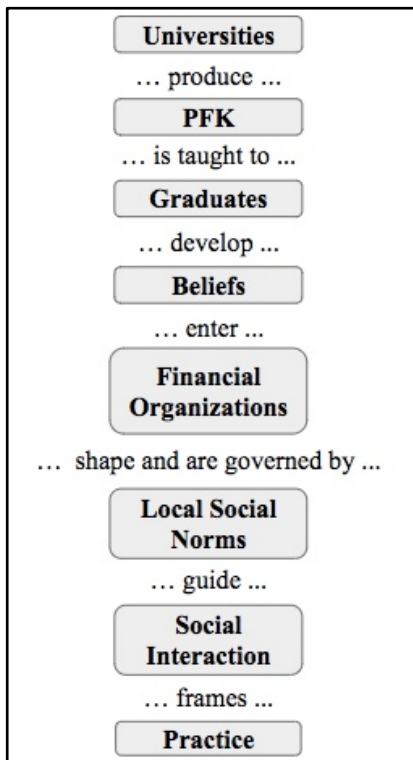 Universities
… produce ...
PFK
… is taught to ...
Graduates
… develop ...
Beliefs
… enter ...
Financial
Organizations
… shape and are governed by ...
Local Social
Norms
… guide ...
Social
Interaction
… frames ...
Practice